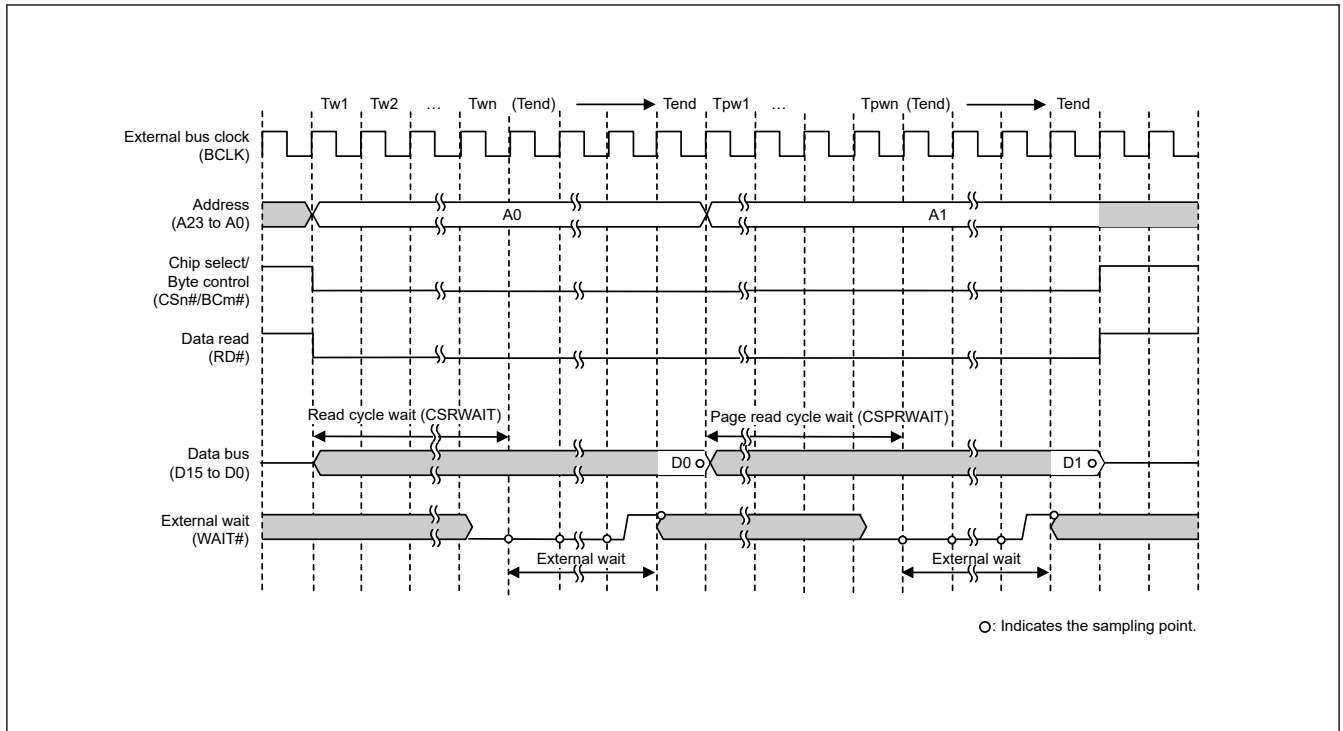 Tw1 Tw2 … Twn (Tend) Tend Tpw1 … Tpwn (Tend) Tend
External bus clock
(BCLK)
Address
(A23 to A0)
A0 A1
Chip select/
Byte control
(CSn#/BCm#)
Data read
(RD#)
Read cycle wait (CSRWAIT) Page read cycle wait (CSPRWAIT)
Data bus
(D15 to D0)
D0 D1
External wait
(WAIT#)
External wait External wait
: Indicates the sampling point.